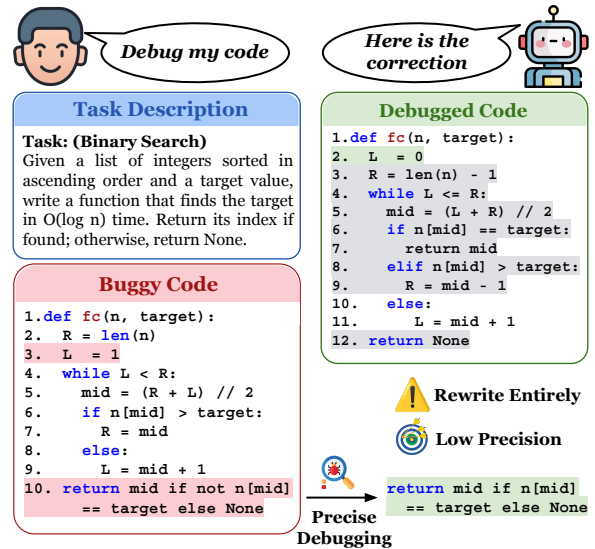 Debug my code
Here is the
correction
Task Description
Task: (Binary Search)
Given a list of integers sorted in
ascending order and a target value,
write a function that finds the target
in O(log n) time. Return its index if
found; otherwise, return None.
Buggy Code
1.def fc(n, target):
2.  R = len(n)
3.  L  = 1
4.  while L < R:
5.    mid = (R + L) // 2
6.    if n[mid] > target:
7.      R = mid
8.    else:
9.      L = mid + 1
10. return mid if not n[mid]
== target else None
Debugged Code
1.def fc(n, target):
2.  L  = 0
3.  R = len(n) - 1
4.  while L <= R:
5.    mid = (L + R) // 2
6.    if n[mid] == target:
7.      return mid
8.    elif n[mid] > target:
9.      R = mid - 1
10.   else:
11.      L = mid + 1
12. return None
Rewrite Entirely
Low Precision
Precise
Debugging
return mid if n[mid]
== target else None